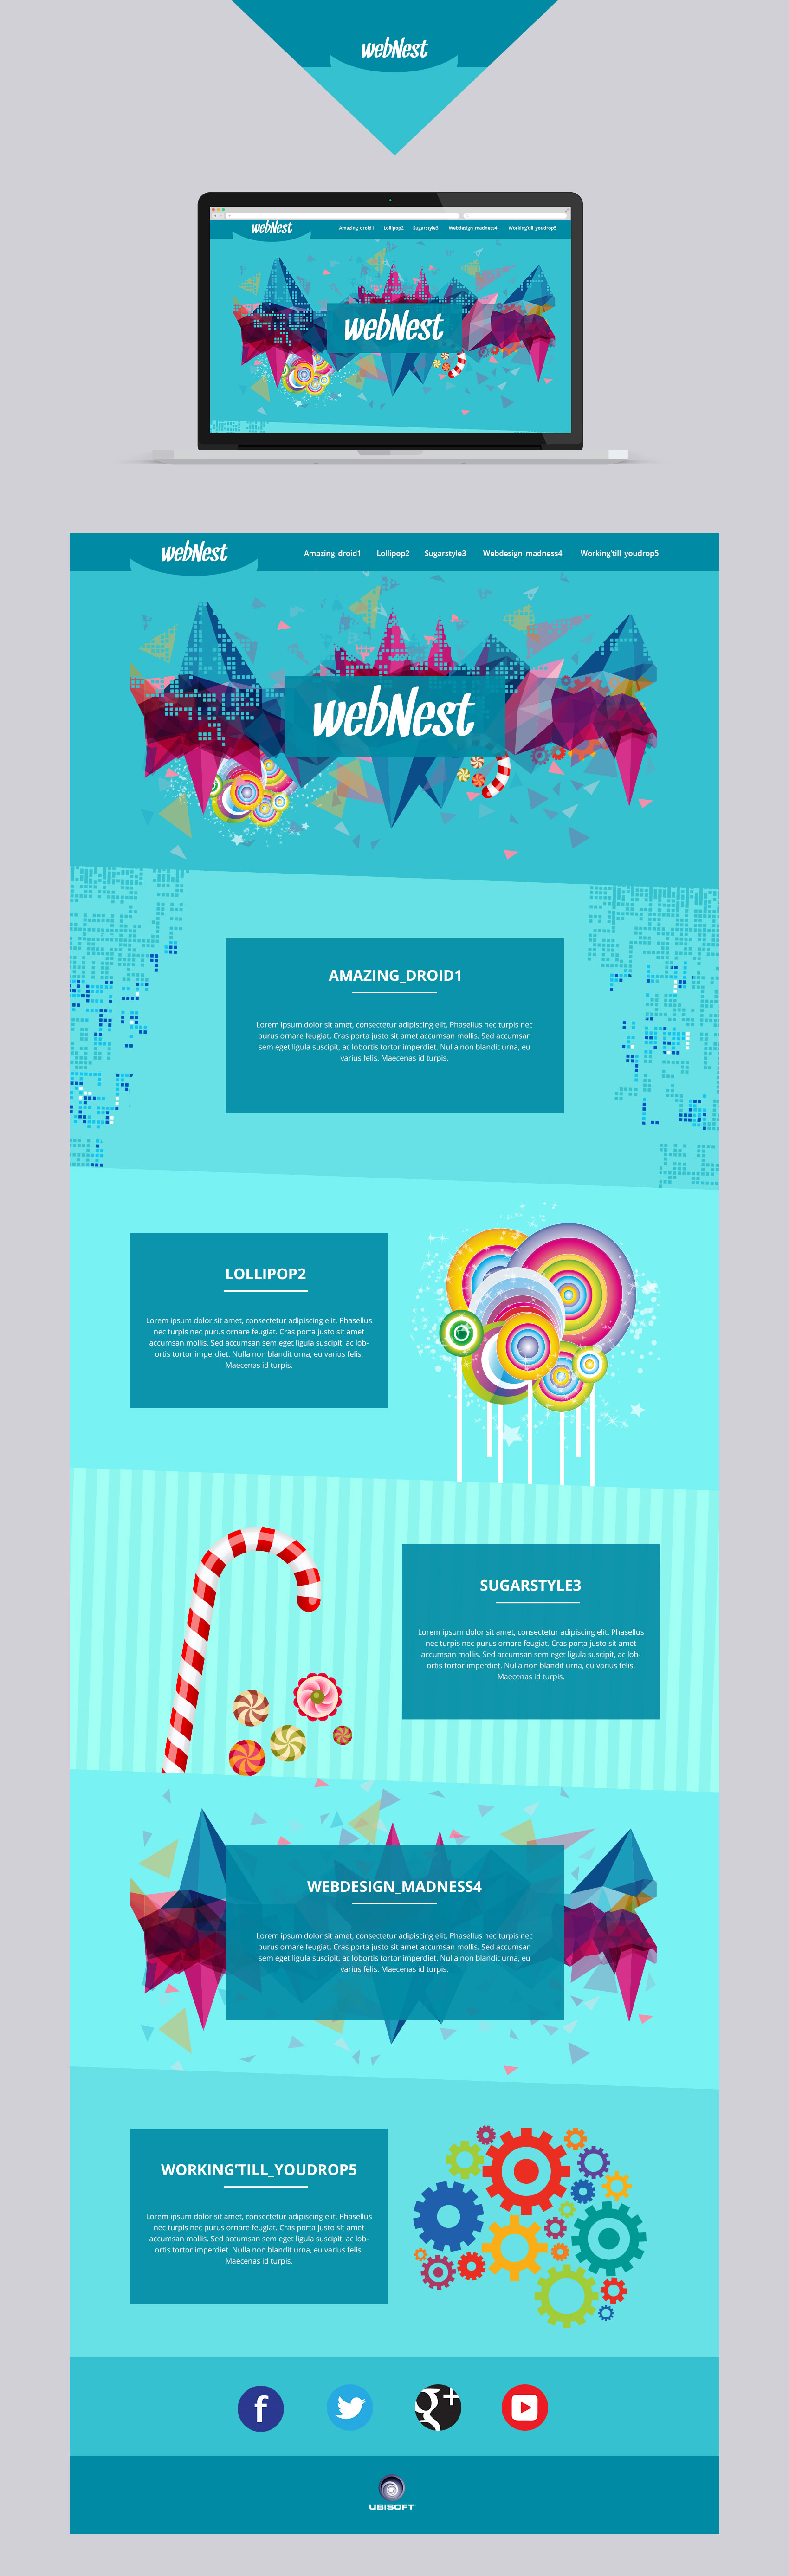 webNest
webNest
Amazing_droid1 Lollipop2 Sugarstyle3 Webdesign_madness4 Working'till_youdrop5
webNest
webNest
Amazing_droid1 Lollipop2 Sugarstyle3 Webdesign_madness4 Working'till_youdrop5
webNest
AMAZING_DROID1
Lorem ipsum dolor sit amet, consectetur adipiscing elit. Phasellus nec turpis nec
purus ornare feugiat. Cras porta justo sit amet accumsan mollis. Sed accumsan
sem eget ligula suscipit, ac lobortis tortor imperdiet. Nulla non blandit urna, eu
varius felis. Maecenas id turpis.
LOLLIPOP2
Lorem ipsum dolor sit amet, consectetur adipiscing elit. Phasellus
nec turpis nec purus ornare feugiat. Cras porta justo sit amet
accumsan mollis. Sed accumsan sem eget ligula suscipit, ac lob-
ortis tortor imperdiet. Nulla non blandit urna, eu varius felis.
Maecenas id turpis.
SUGARSTYLE3
Lorem ipsum dolor sit amet, consectetur adipiscing elit. Phasellus
nec turpis nec purus ornare feugiat. Cras porta justo sit amet
accumsan mollis. Sed accumsan sem eget ligula suscipit, ac lob-
ortis tortor imperdiet. Nulla non blandit urna, eu varius felis.
Maecenas id turpis.
WEBDESIGN_MADNESS4
Lorem ipsum dolor sit amet, consectetur adipiscing elit. Phasellus nec turpis nec
purus ornare feugiat. Cras porta justo sit amet accumsan mollis. Sed accumsan
sem eget ligula suscipit, ac lobortis tortor imperdiet. Nulla non blandit urna, eu
varius felis. Maecenas id turpis.
WORKING'TILL_YOUDROP5
Lorem ipsum dolor sit amet, consectetur adipiscing elit. Phasellus
nec turpis nec purus ornare feugiat. Cras porta justo sit amet
accumsan mollis. Sed accumsan sem eget ligula suscipit, ac lob-
ortis tortor imperdiet. Nulla non blandit urna, eu varius felis.
Maecenas id turpis.
f g+
UBISOFT